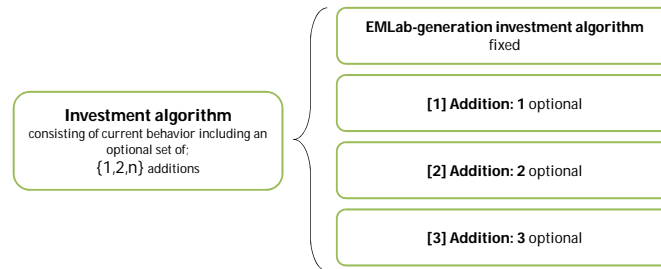 Investment algorithm
consisting of current behavior including an
optional set of;
{1,2,n} additions
EMLab-generation investment algorithm
fixed
[1] Addition: 1 optional
[2] Addition: 2 optional
[3] Addition: 3 optional